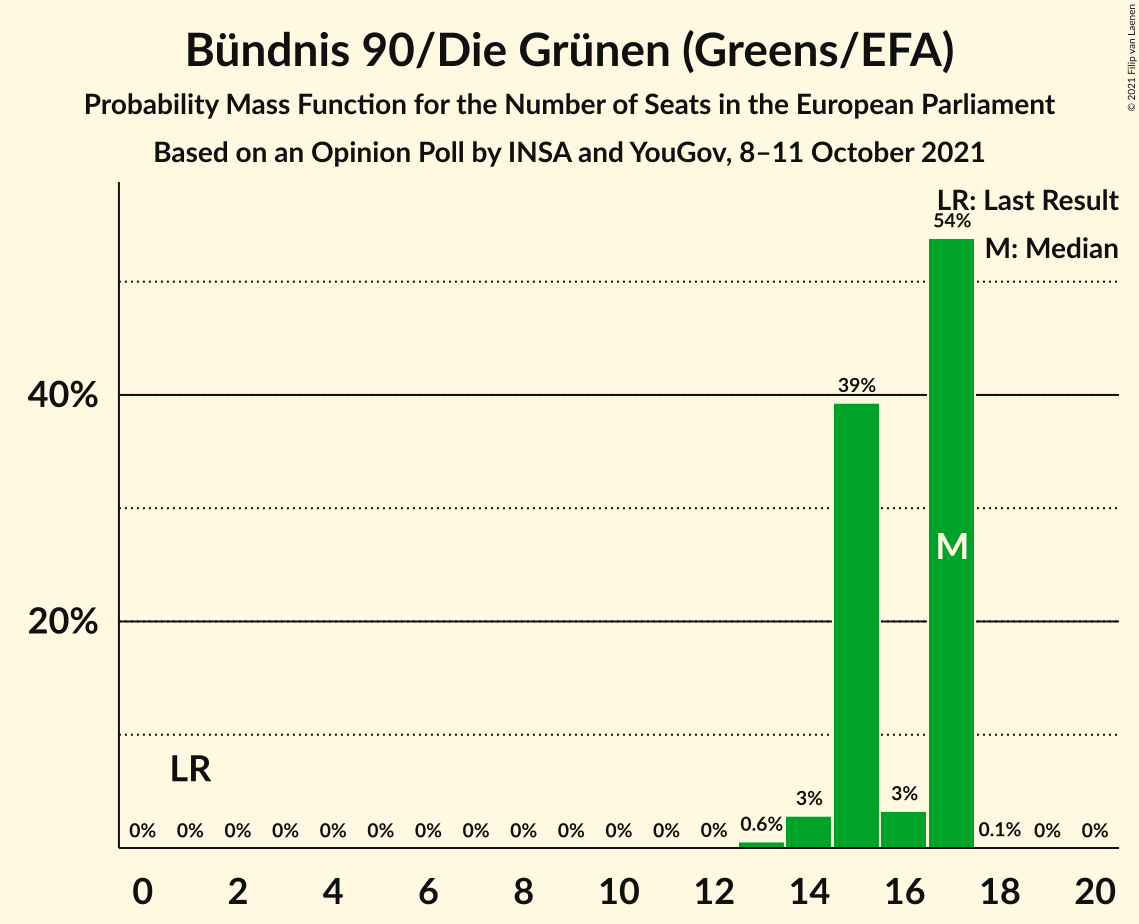 Bündnis 90/Die Grünen (Greens/EFA)
Probability Mass Function for the Number of Seats in the European Parliament
Based on an Opinion Poll by INSA and YouGov, 8–11 October 2021
© 2021 Filip van Laenen
LR: Last Result
M: Median
54%
39%
40%
M
20%
LR
0% 0% 0% 0% 0% 0% 0% 0% 0% 0% 0% 0% 0% 0.6% 3% 3% 0.1% 0% 0%
0 2 4 6 8 10 12 14 16 18 20